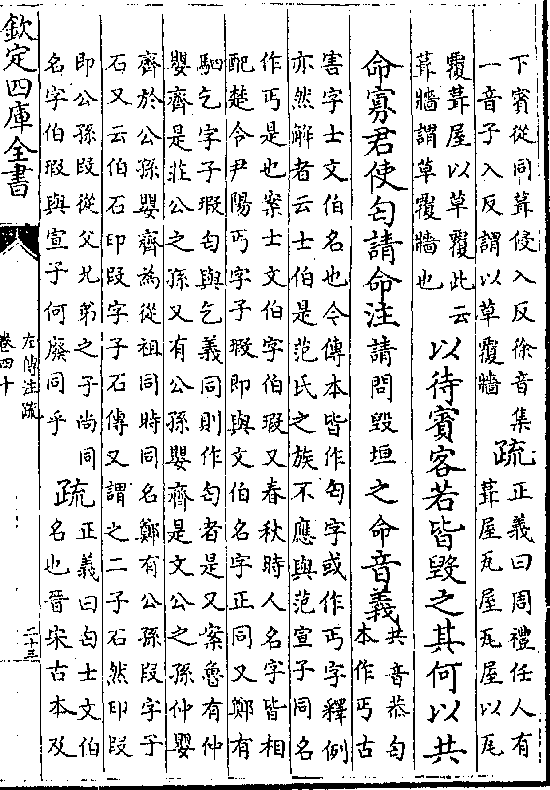 下賓從同葺侵入反徐音集
一音子入反謂以草覆牆
疏
正義曰周禮任人有
葺屋瓦屋瓦屋以瓦
覆葺屋以草覆此云
葺牆謂草覆牆也
以待賓客若皆毀之其何以共
命寡君使匄請命注請問毀垣之命音義
共音恭匄
本作丐古
害字士文伯名也今傳本皆作匄字或作丐字釋例
亦然解者云士伯是范氏之族不應與范宣子同名
作丐是也案士文伯字伯瑕又春秋時人名字皆相
配楚令尹陽丐字子瑕即與文伯名字正同又鄭有
駟乞字子瑕匄與乞義同則作匄者是又案魯有仲
嬰齊是莊公之孫又有公孫嬰齊是文公之孫仲嬰
齊於公孫嬰齊為從祖同時同名鄭有公孫段字子
石又云伯石印段字子石傳又謂之二子石然印段
即公孫段從父兄弟之子尚同
名字伯瑕與宣子何廢同乎
疏
正義曰匄士文伯
名也晉宋古本及
欽定四庫全書
左傳注疏
卷四十
二十三